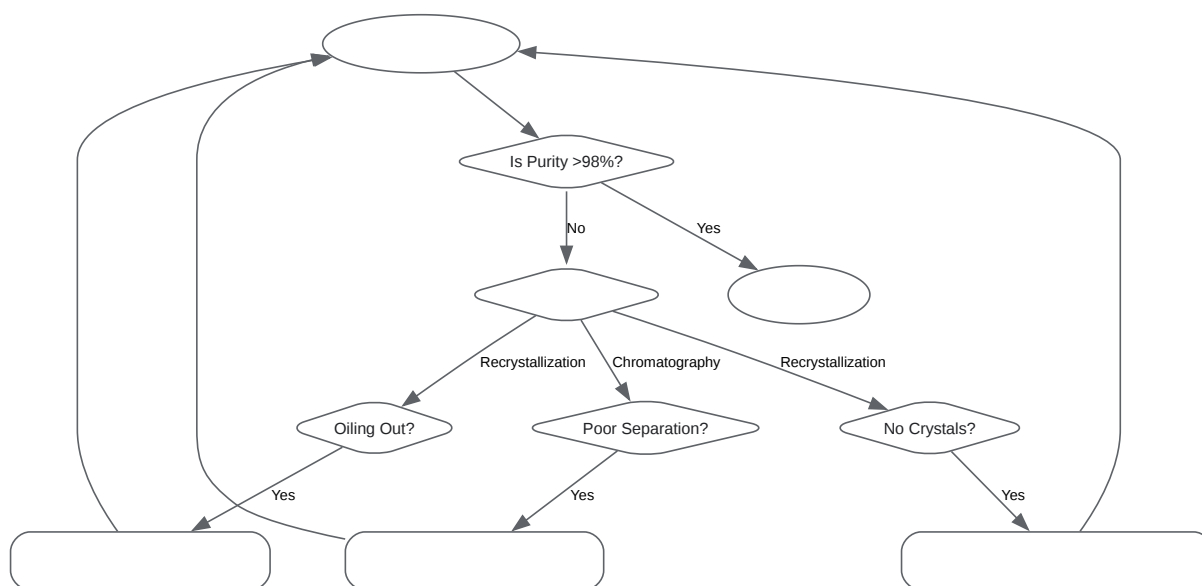 Is Purity >98%?
No
Yes
Recrystallization
Chromatography
Recrystallization
Oiling Out?
Poor Separation?
No Crystals?
Yes
Yes
Yes